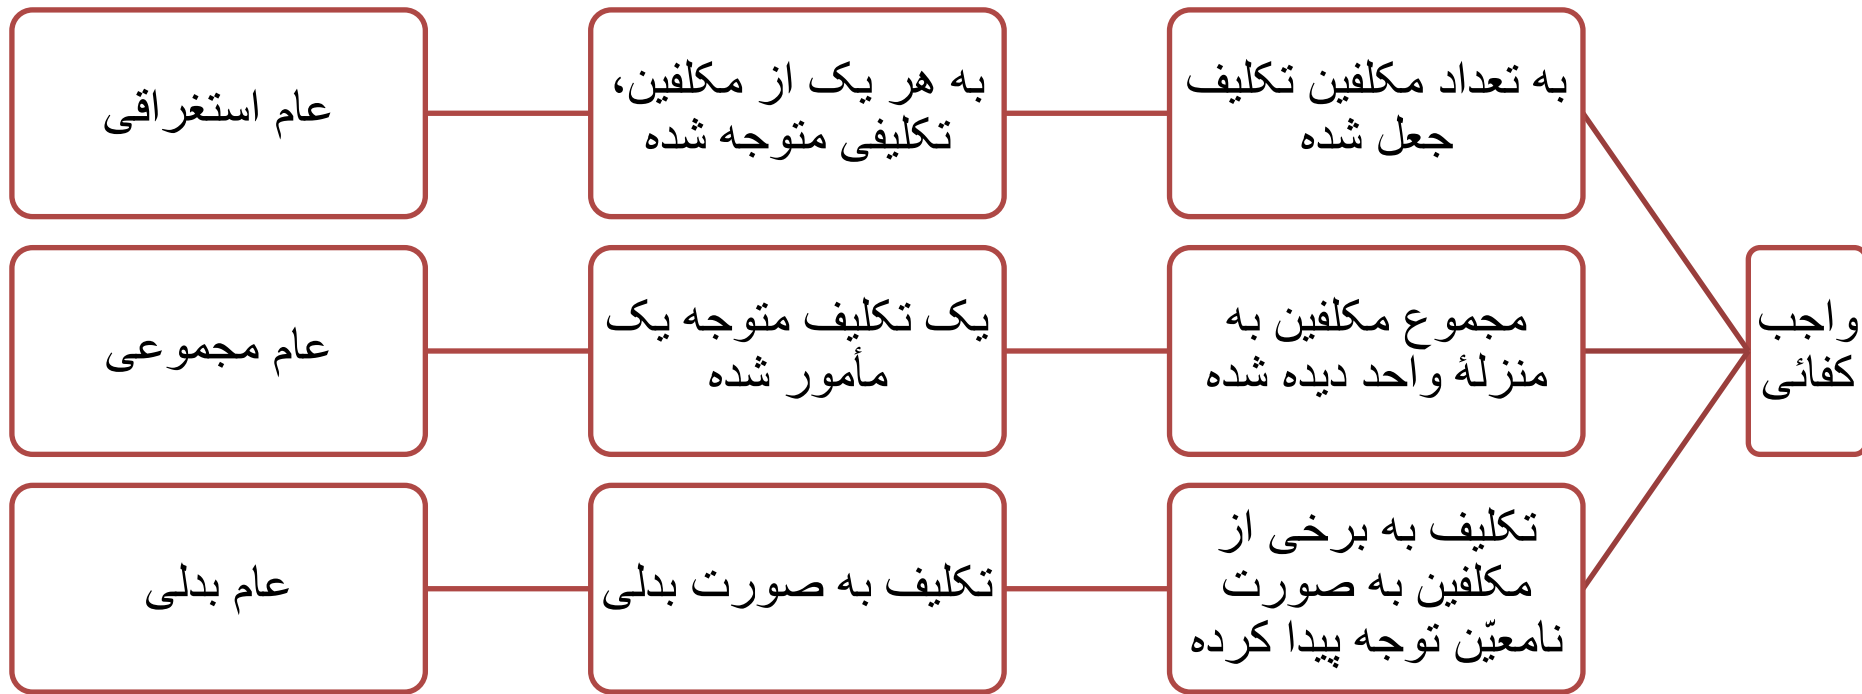 واجب
کفائی
به تعداد مکلفین تکلیف
جعل شده
به هر یک از مکلفین،
تکلیفی متوجه شده
عام استغراقی
مجموع مکلفین به
منزلهٔ واحد دیده شده
یک تکلیف متوجه یک
مأمور شده
عام مجموعی
تکلیف به برخی از
مکلفین به صورت
نامعیّن توجه پیدا کرده
تکلیف به صورت بدلی
عام بدلی